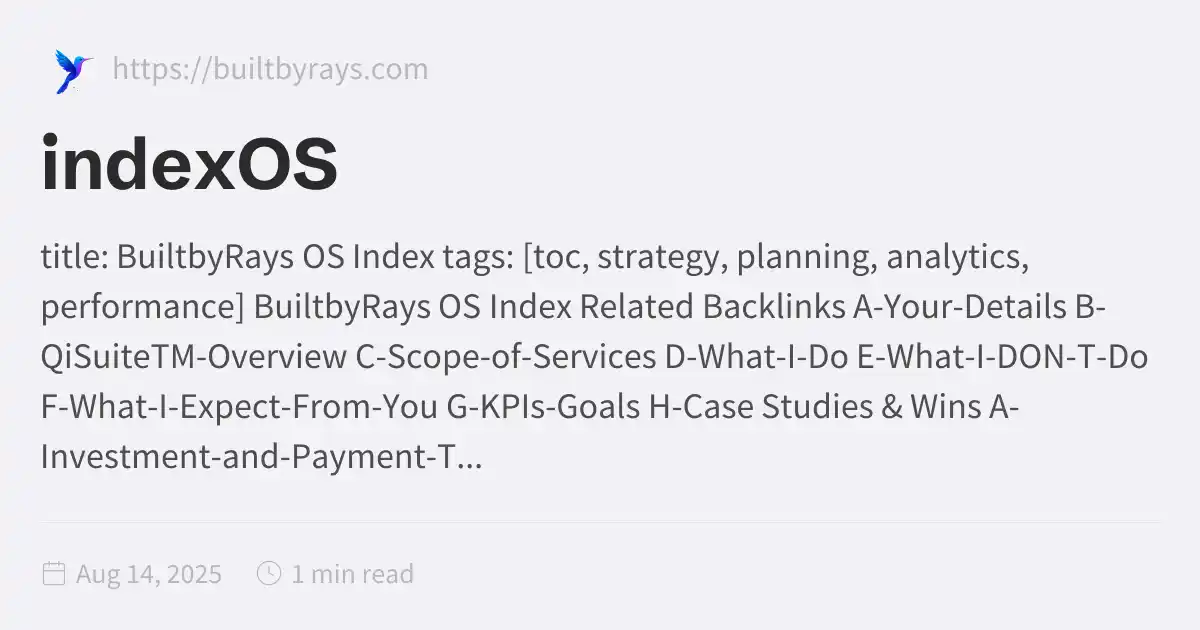 https://builtbyrays.com
indexOS
title: BuiltbyRays OS Index tags: [toc, strategy, planning, analytics,
performance] BuiltbyRays OS Index Related Backlinks A-Your-Details B-
QiSuiteTM-Overview C-Scope-of-Services D-What-I-Do E-What-I-DON-T-Do
F-What-I-Expect-From-You G-KPIs-Goals H-Case Studies & Wins A-
Investment-and-Payment-T...
Aug 14, 2025 1 min read